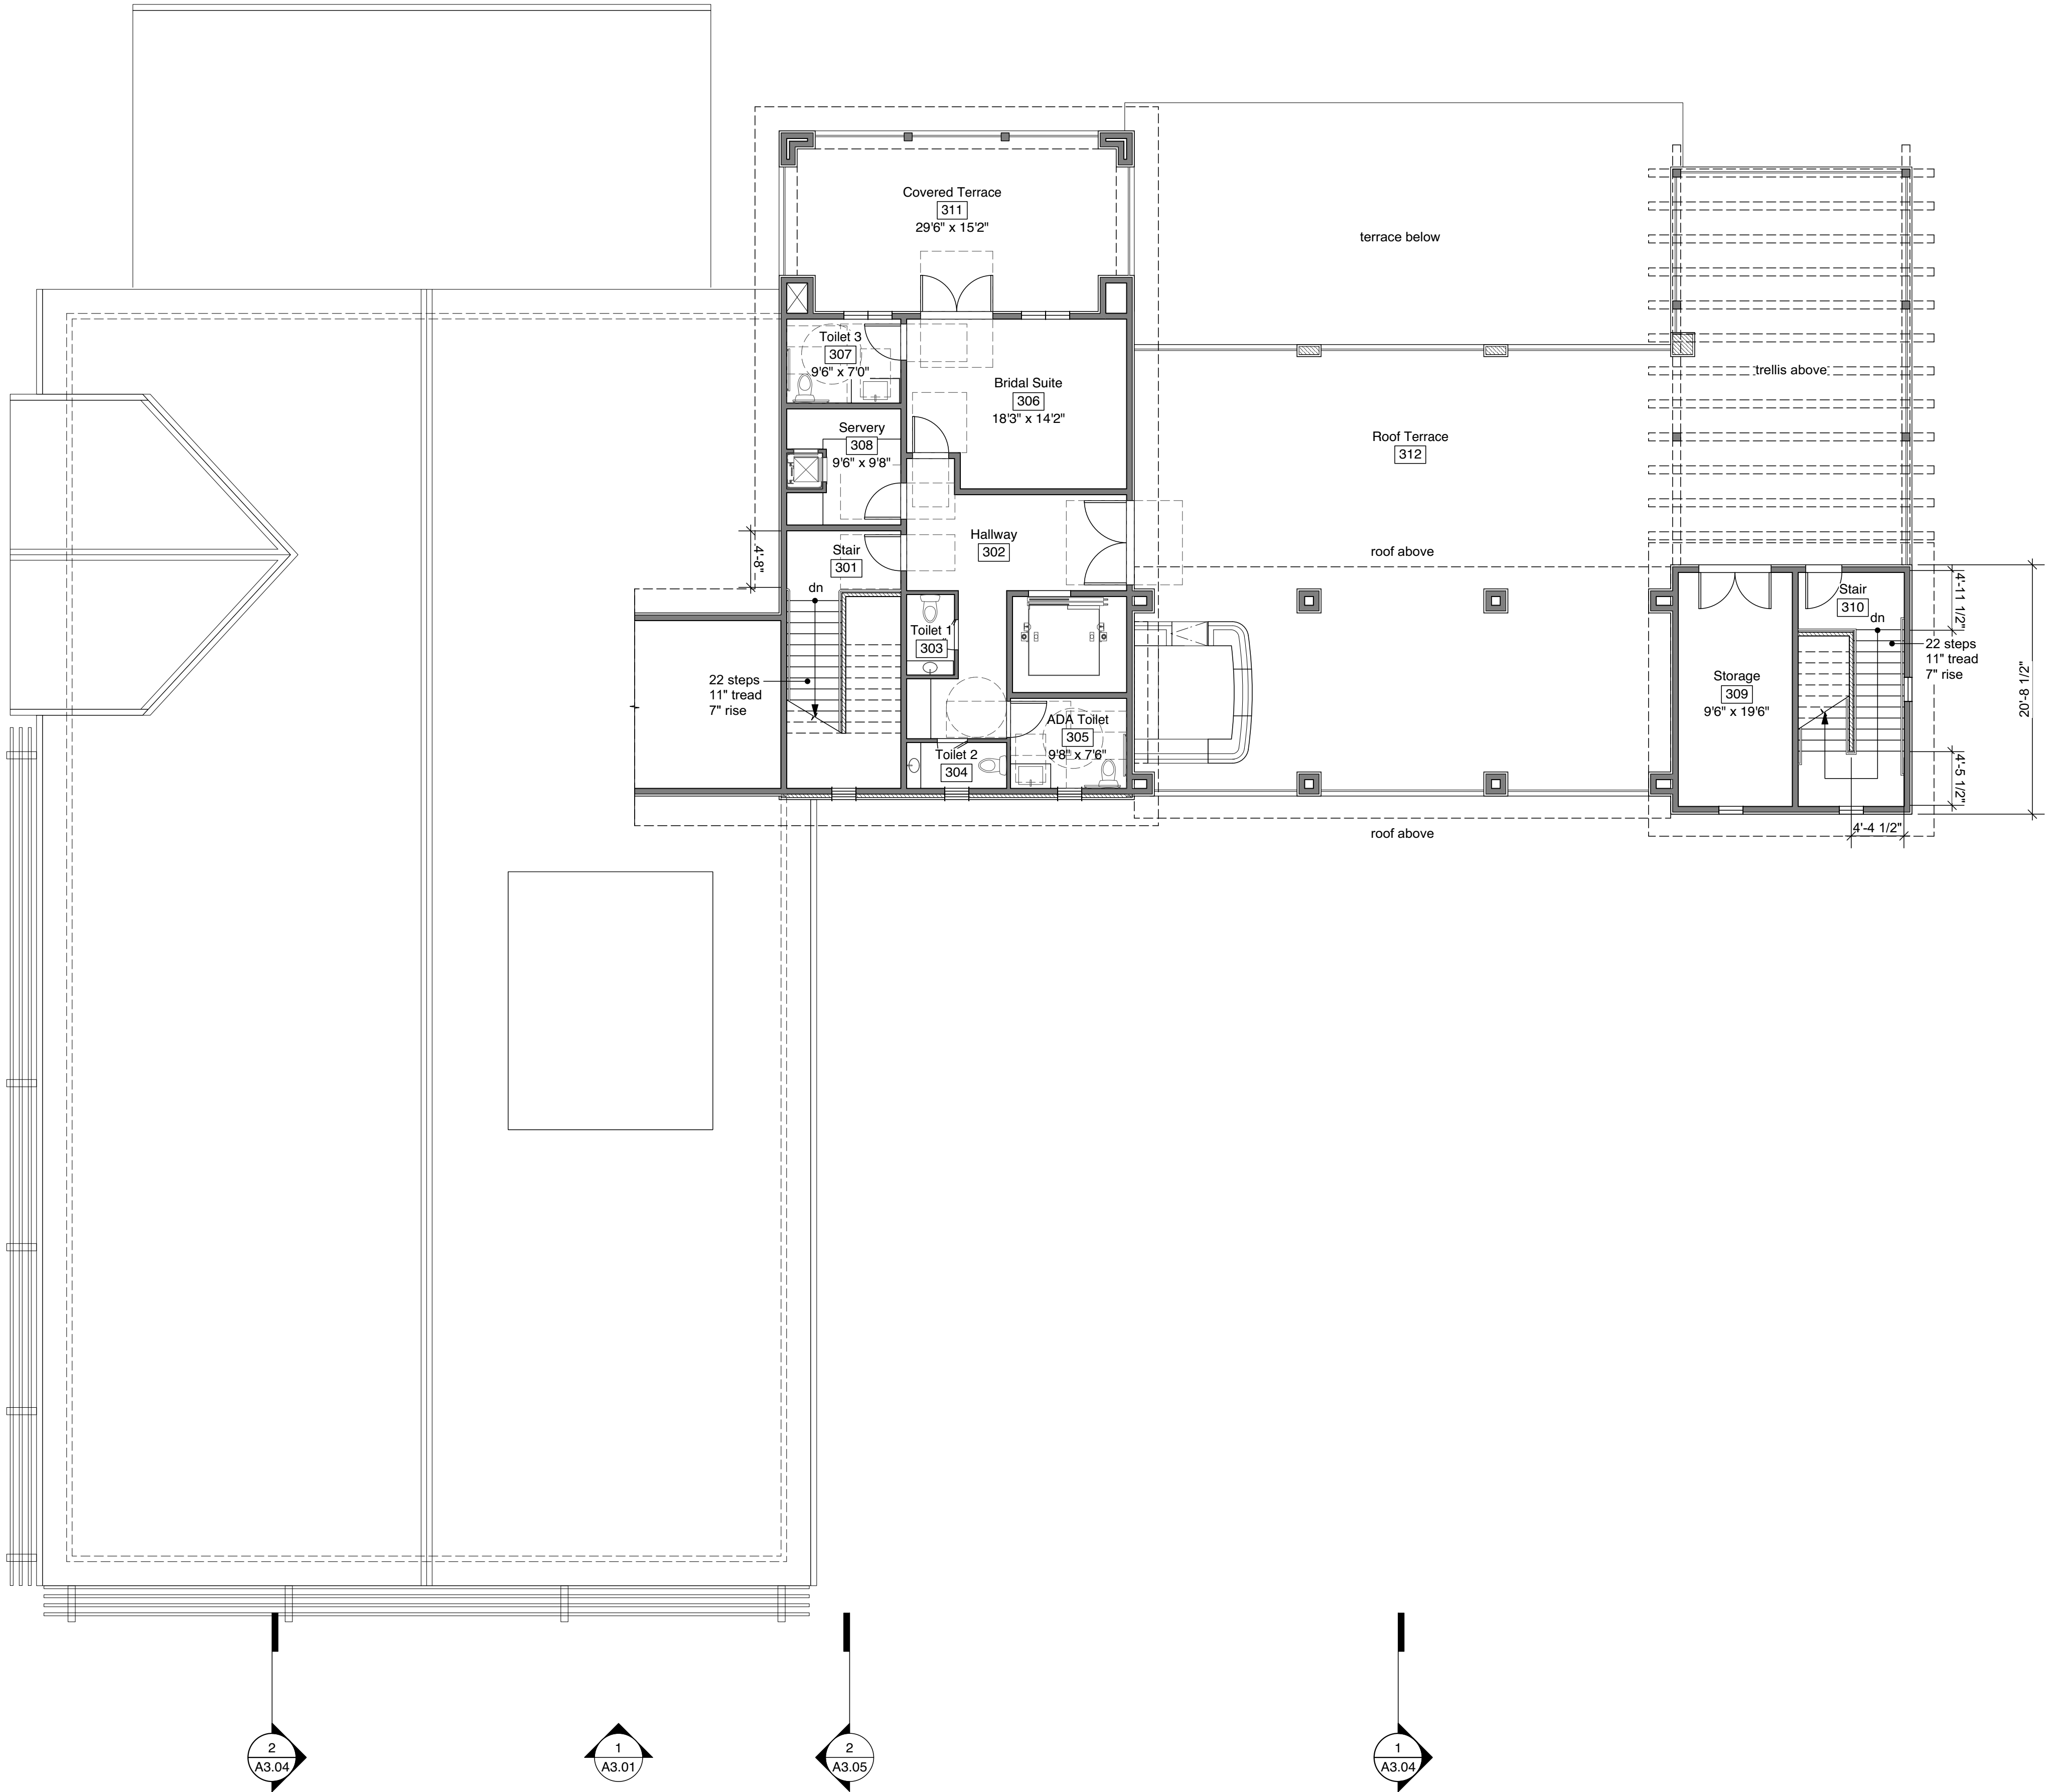 Covered Terrace
311
29'6" x 15'2"
terrace below
Toilet 3
307
9'6" x 7'0"
Bridal Suite
306
18'3" x 14'2"
trellis above
Servery
308
9'6" x 9'8"
Roof Terrace
312
Hallway
302
roof above
4'-8"
Stair
301
dn
Toilet 1
303
22 steps
11" tread
7" rise
ADA Toilet
305
9'8" x 7'6"
Toilet 2
304
Storage
309
9'6" x 19'6"
Stair
310
dn
22 steps
11" tread
7" rise
4'-11 1/2"
20'-8 1/2"
4'-5 1/2"
4'-4 1/2"
roof above
2
A3.04
1
A3.01
2
A3.05
1
A3.04